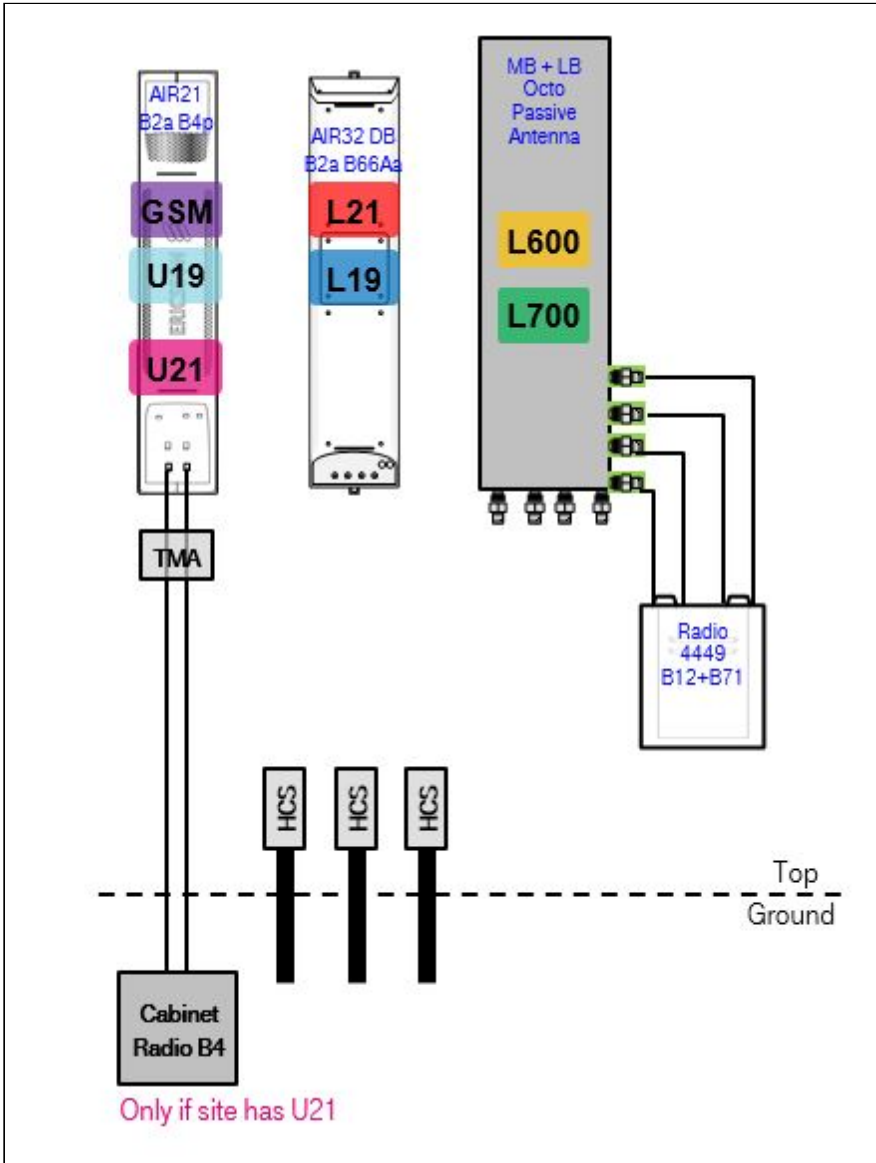 AIR21
B2a B4p
GSM
U19
ERICS
U21
TMA
AIR32 DB
B2a B66Aa
L21
L19
MB + LB
Octo
Passive
Antenna
L600
L700
Radio
4449
B12+B71
HCS
HCS
HCS
Top
Ground
Cabinet
Radio B4
Only if site has U21